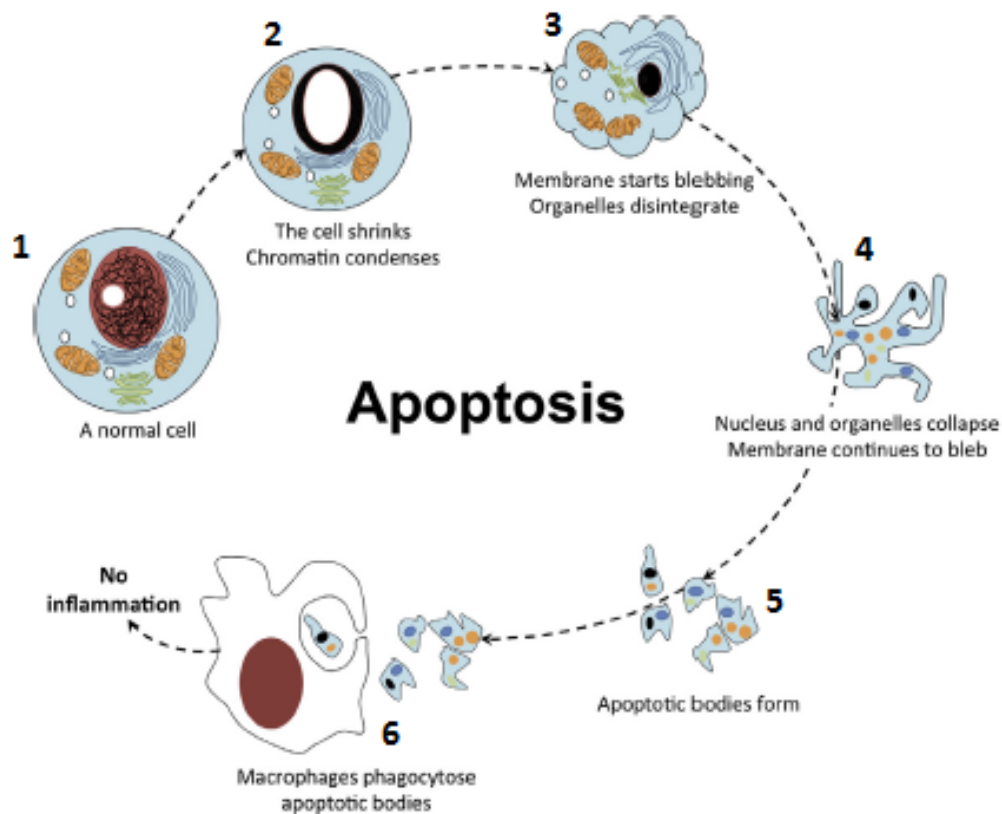 1
A normal cell
2
The cell shrinks
Chromatin condenses
3
Membrane starts blebbing
Organelles disintegrate
4
Nucleus and organelles collapse
Membrane continues to bleb
Apoptosis
5
Apoptotic bodies form
6
Macrophages phagocytose
apoptotic bodies
No
inflammation